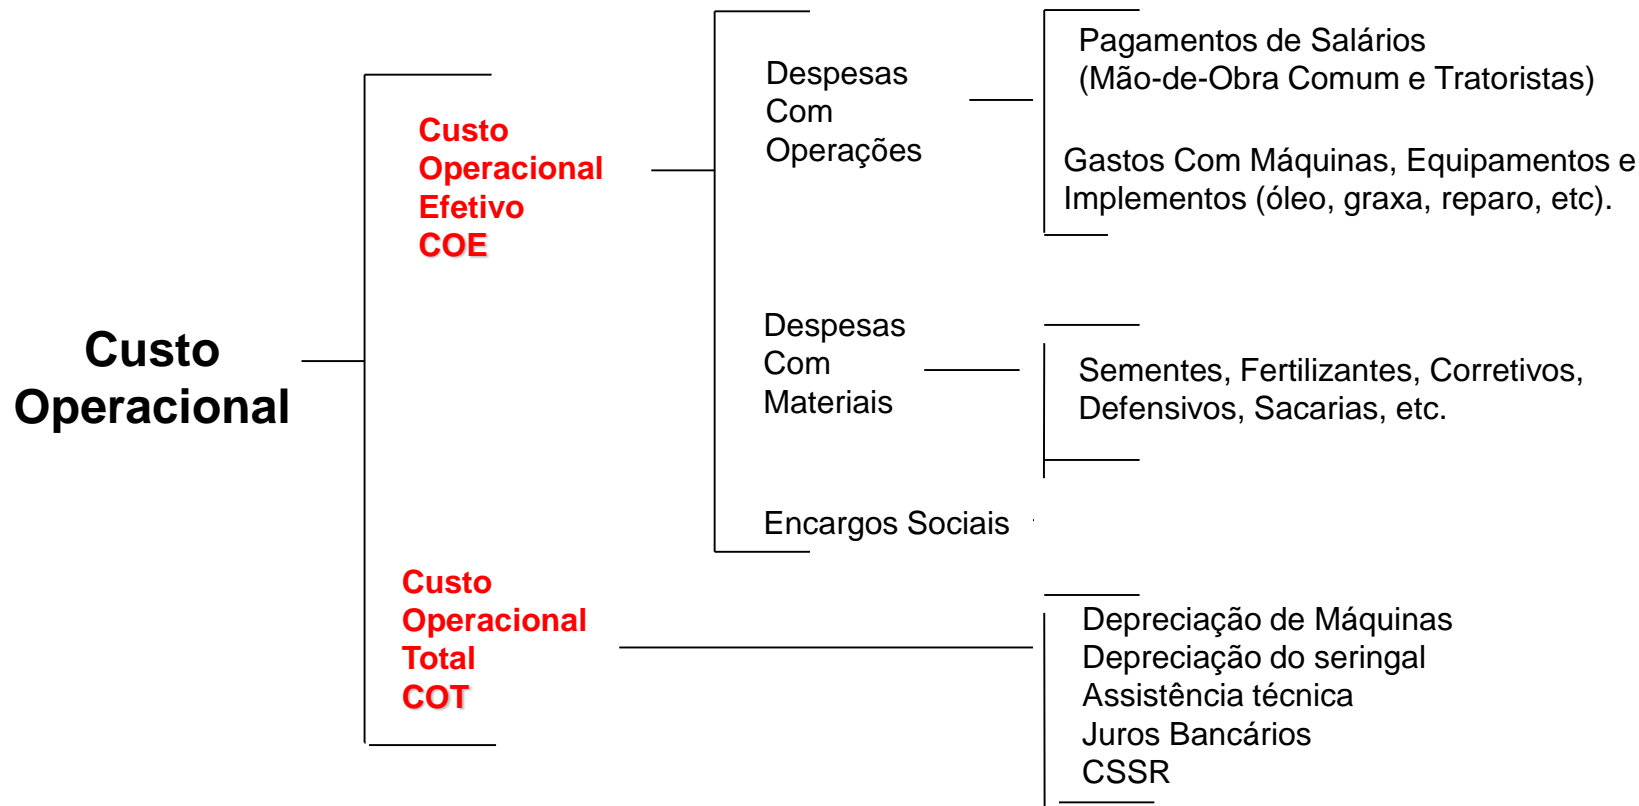 Custo
Operacional
Custo
Operacional
Efetivo
COE
Despesas
Com
Operações
Pagamentos de Salários
(Mão-de-Obra Comum e Tratoristas)
Gastos Com Máquinas, Equipamentos e
Implementos (óleo, graxa, reparo, etc).
Despesas
Com
Materiais
Sementes, Fertilizantes, Corretivos,
Defensivos, Sacarias, etc.
Encargos Sociais
Custo
Operacional
Total
COT
Depreciação de Máquinas
Depreciação do seringal
Assistência técnica
Juros Bancários
CSSR